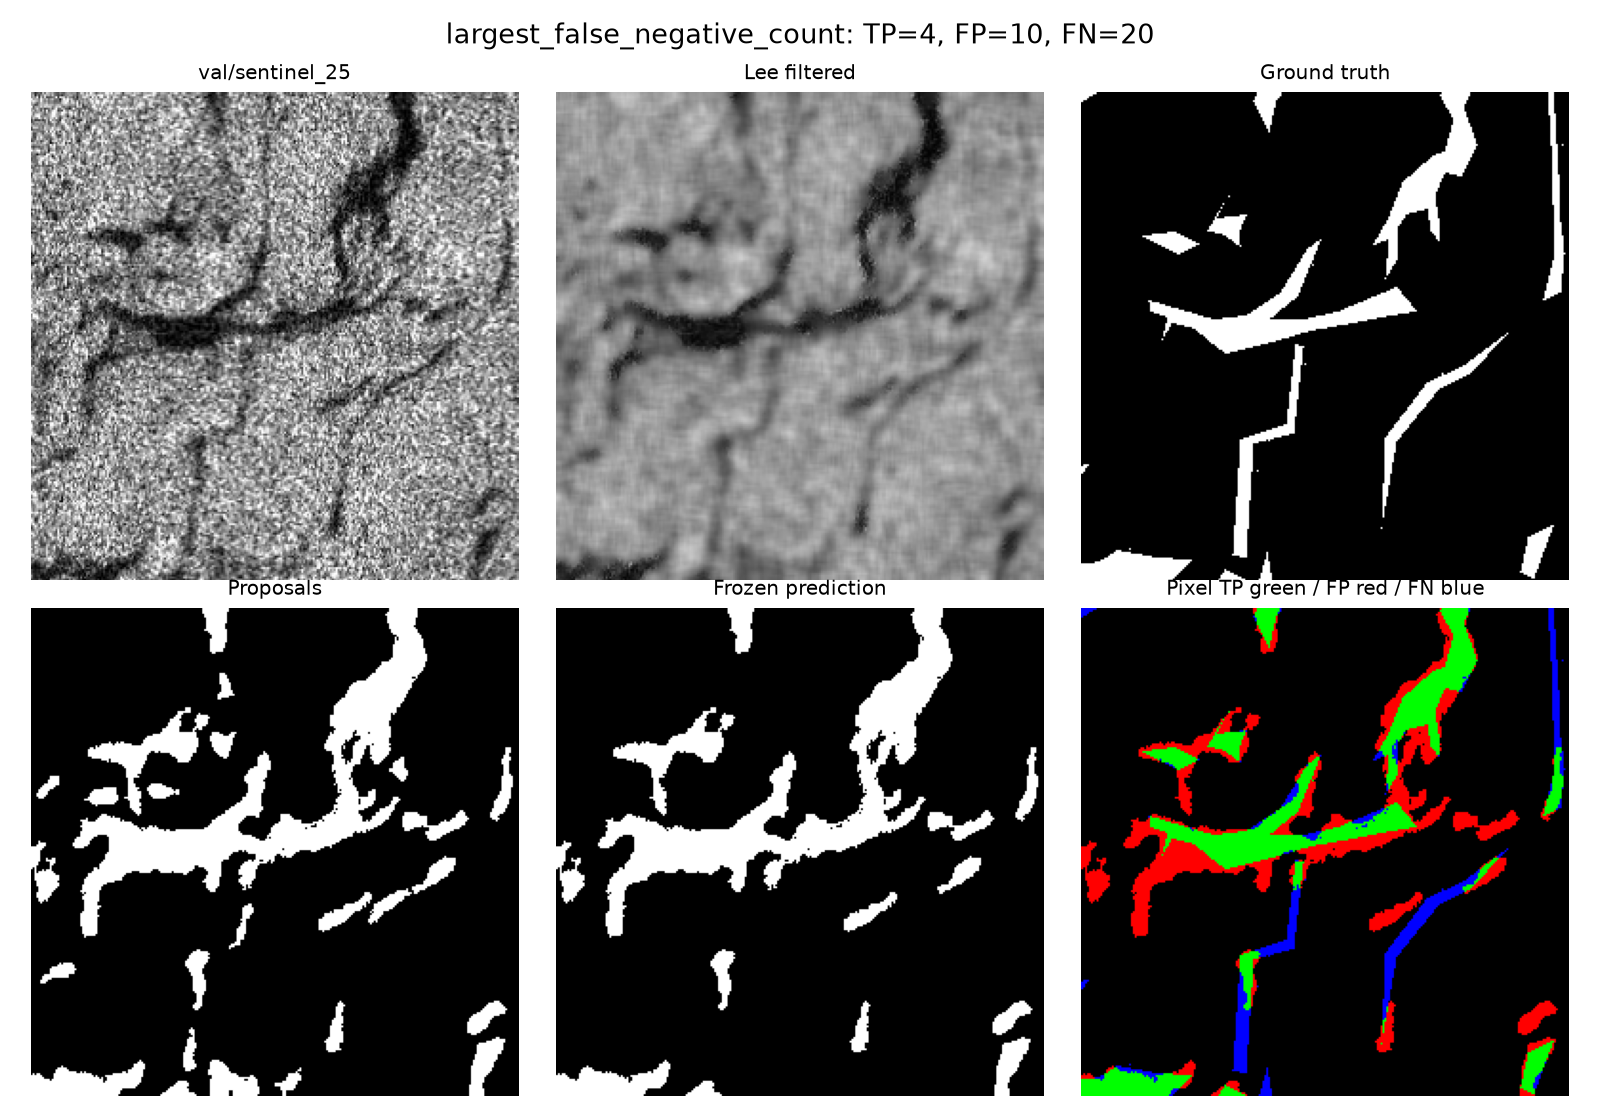 largest_false_negative_count: TP=4, FP=10, FN=20
val/sentinel_25
Lee filtered
Ground truth
Proposals
Frozen prediction
Pixel TP green / FP red / FN blue